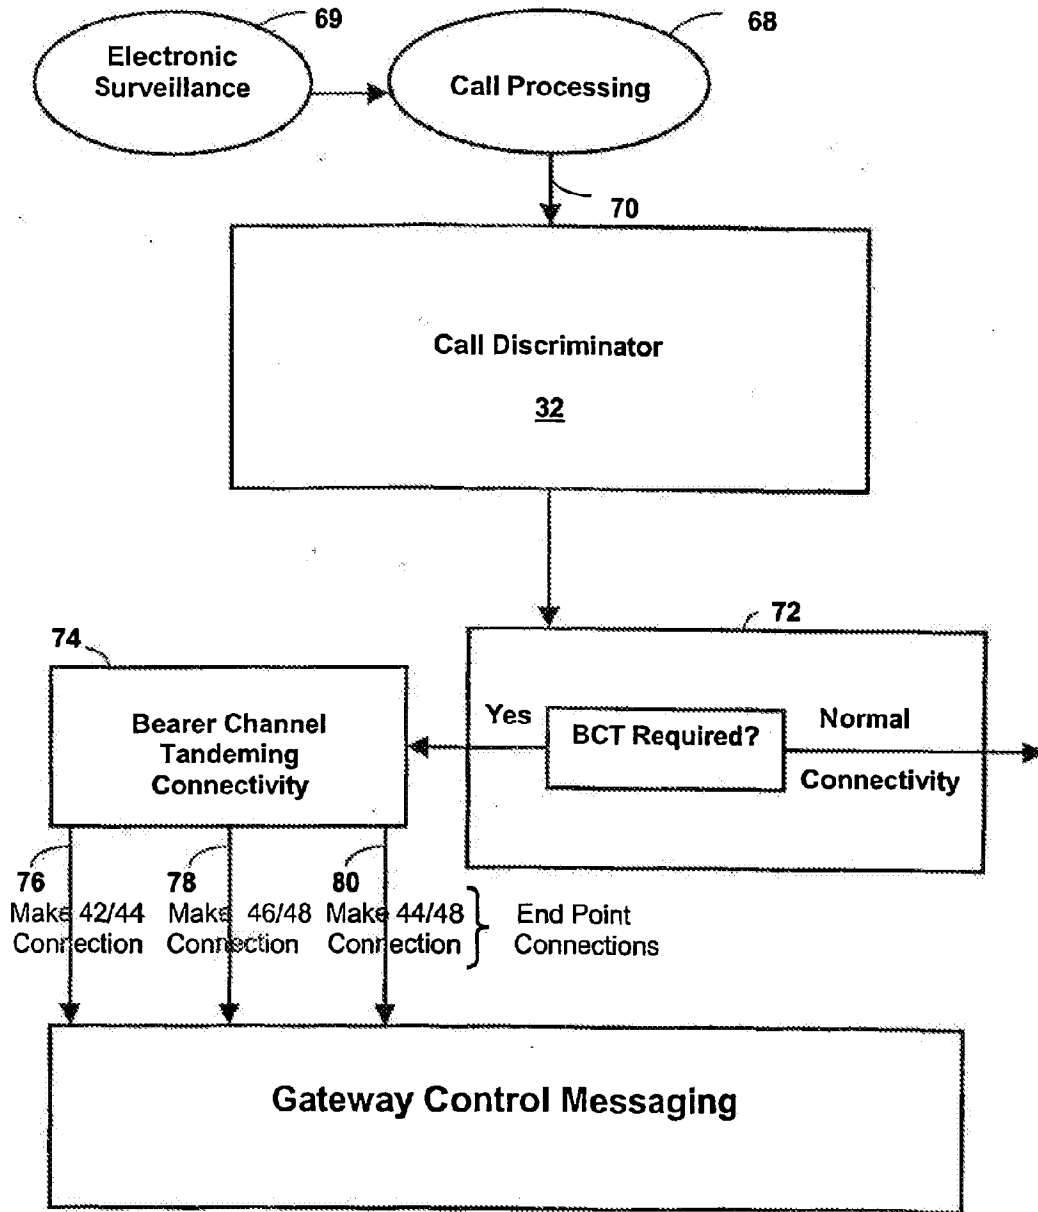 69
68
Electronic
Surveillance
Call Processing
70
Call Discriminator
32
72
74
Yes
BCT Required?
Normal
Connectivity
Bearer Channel
Tandeming
Connectivity
76
78
80
Make 42/44
Connection
Make 46/48
Connection
Make 44/48
Connection
End Point
Connections
Gateway Control Messaging